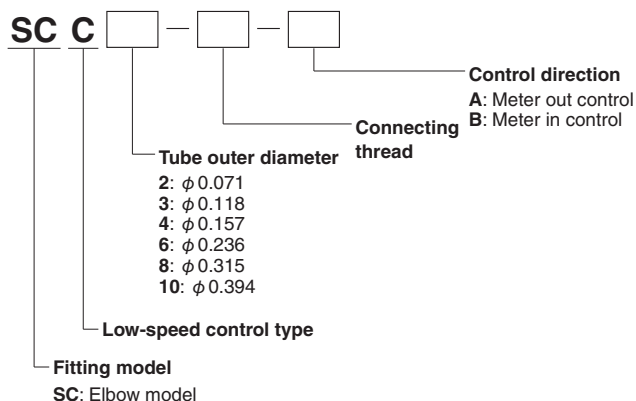 SC C – –
Control direction
A: Meter out control
B: Meter in control
Connecting
thread
Tube outer diameter
2: φ0.071
3: φ0.118
4: φ0.157
6: φ0.236
8: φ0.315
10: φ0.394
Low-speed control type
Fitting model
SC: Elbow model